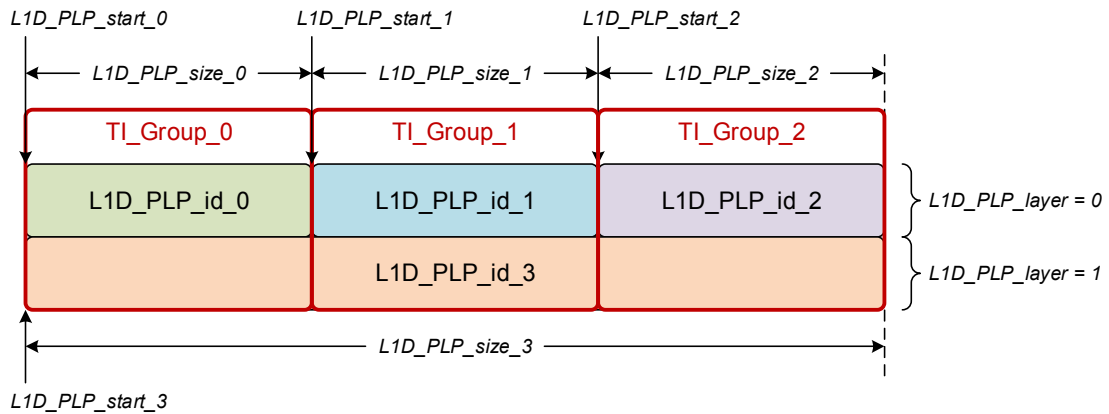 L1D_PLP_start_0 L1D_PLP_start_1 L1D_PLP_start_2
L1D_PLP_size_0 L1D_PLP_size_1 L1D_PLP_size_2
TI_Group_0 TI_Group_1 TI_Group_2
L1D_PLP_id_0 L1D_PLP_id_1 L1D_PLP_id_2 L1D_PLP_layer = 0
L1D_PLP_id_3 L1D_PLP_layer = 1
L1D_PLP_size_3
L1D_PLP_start_3